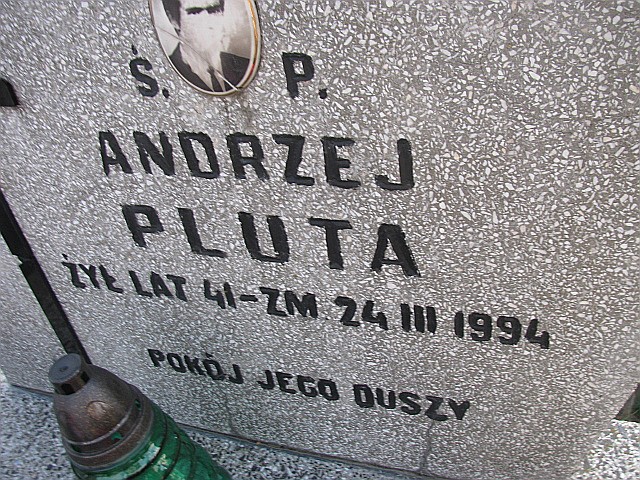 Ś. P.
ANDRZEJ
PLUTA
ŻYŁ LAT 41-ZM 24 III 1994
POKÓJ JEGO DUSZY